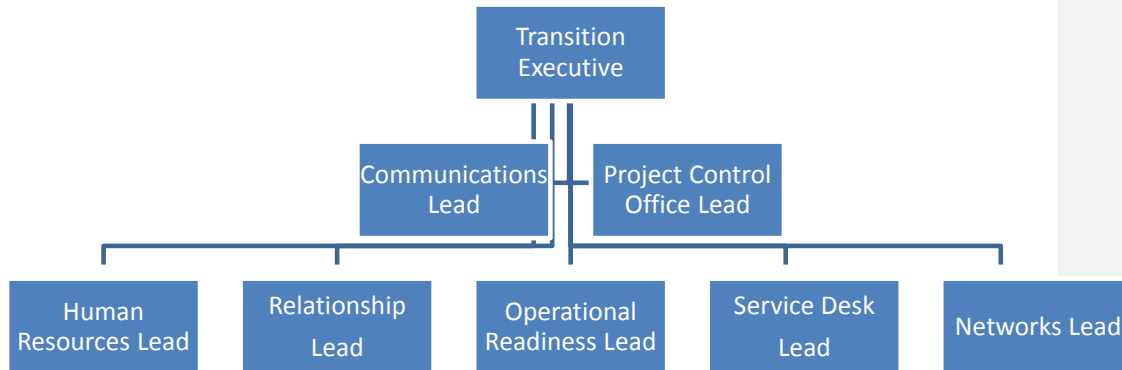 Transition
Executive
Communications
Lead
Project Control
Office Lead
Human
Resources Lead
Relationship
Lead
Operational
Readiness Lead
Service Desk
Lead
Networks Lead